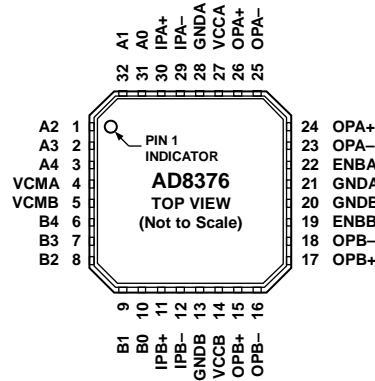 A1
A0
IPA+
IPA–
GNDA
VCCA
OPA+
OPA–
32
31
30
29
28
27
26
25
A2 1
A3 2
A4 3
VCMA 4
VCMB 5
B4 6
B3 7
B2 8
PIN 1
INDICATOR
AD8376
TOP VIEW
(Not to Scale)
24 OPA+
23 OPA–
22 ENBA
21 GNDA
20 GNDB
19 ENBB
18 OPB–
17 OPB+
9
10
11
12
13
14
15
16
B1
B0
IPB+
IPB–
GNDB
VCCB
OPB+
OPB–